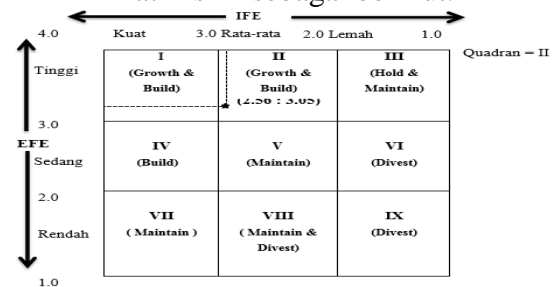 IFE
4.0 Kuat 3.0 Rata-rata 2.0 Lemah 1.0
Quadran = II
Tinggi
I
(Growth &
Build)
II
(Growth &
Build)
(2.56 : 3.05)
III
(Hold &
Maintain)
3.0
EFE
Sedang
IV
(Build)
V
(Maintain)
VI
(Divest)
2.0
Rendah
VII
( Maintain )
VIII
( Maintain &
Divest)
IX
(Divest)
1.0